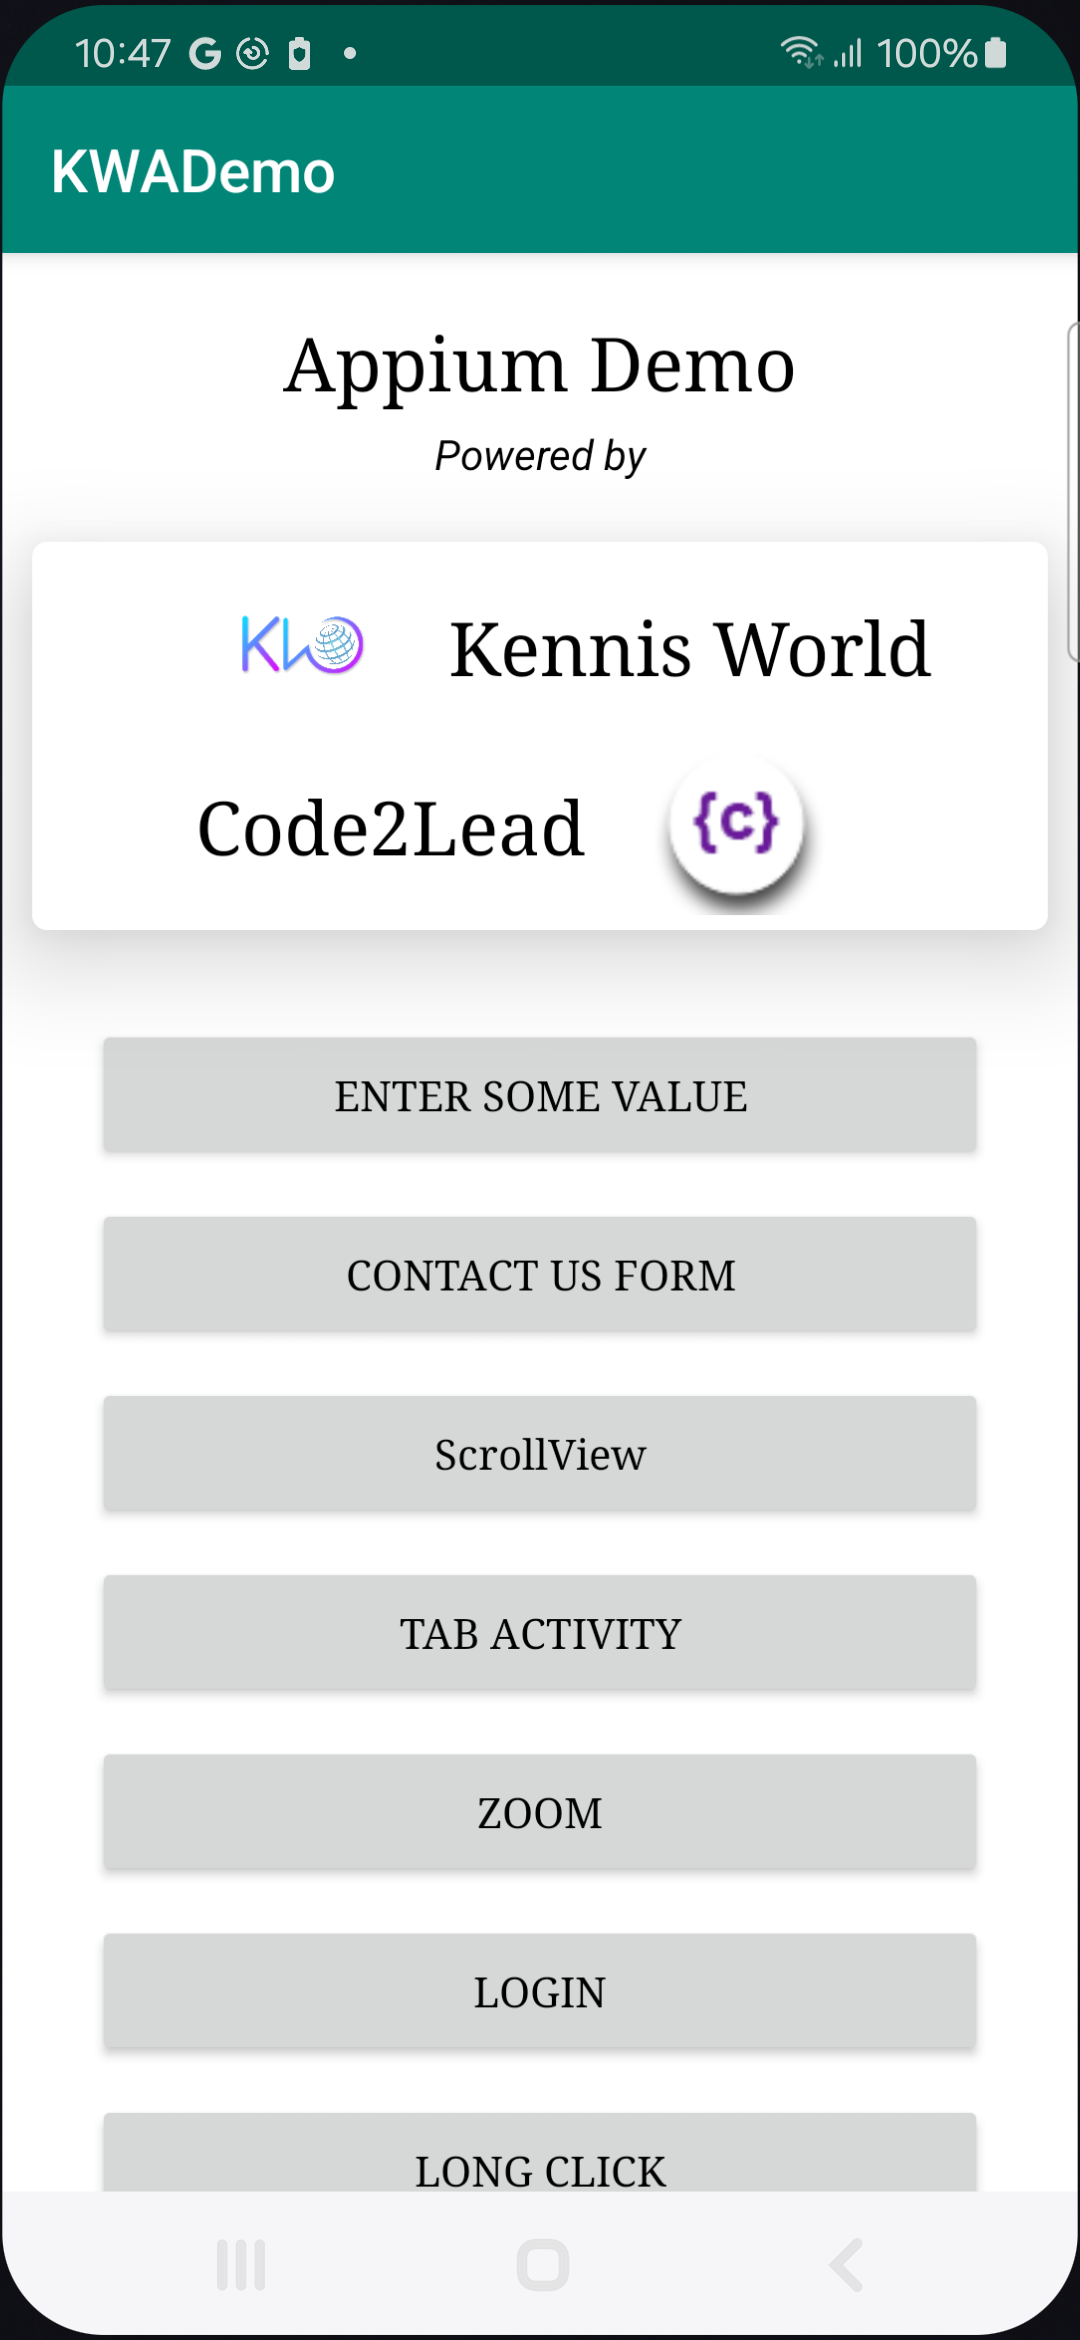 10:47 G 100%
KWADemo
Appium Demo
Powered by
KW Kennis World
Code2Lead {c}
ENTER SOME VALUE
CONTACT US FORM
ScrollView
TAB ACTIVITY
ZOOM
LOGIN
LONG CLICK